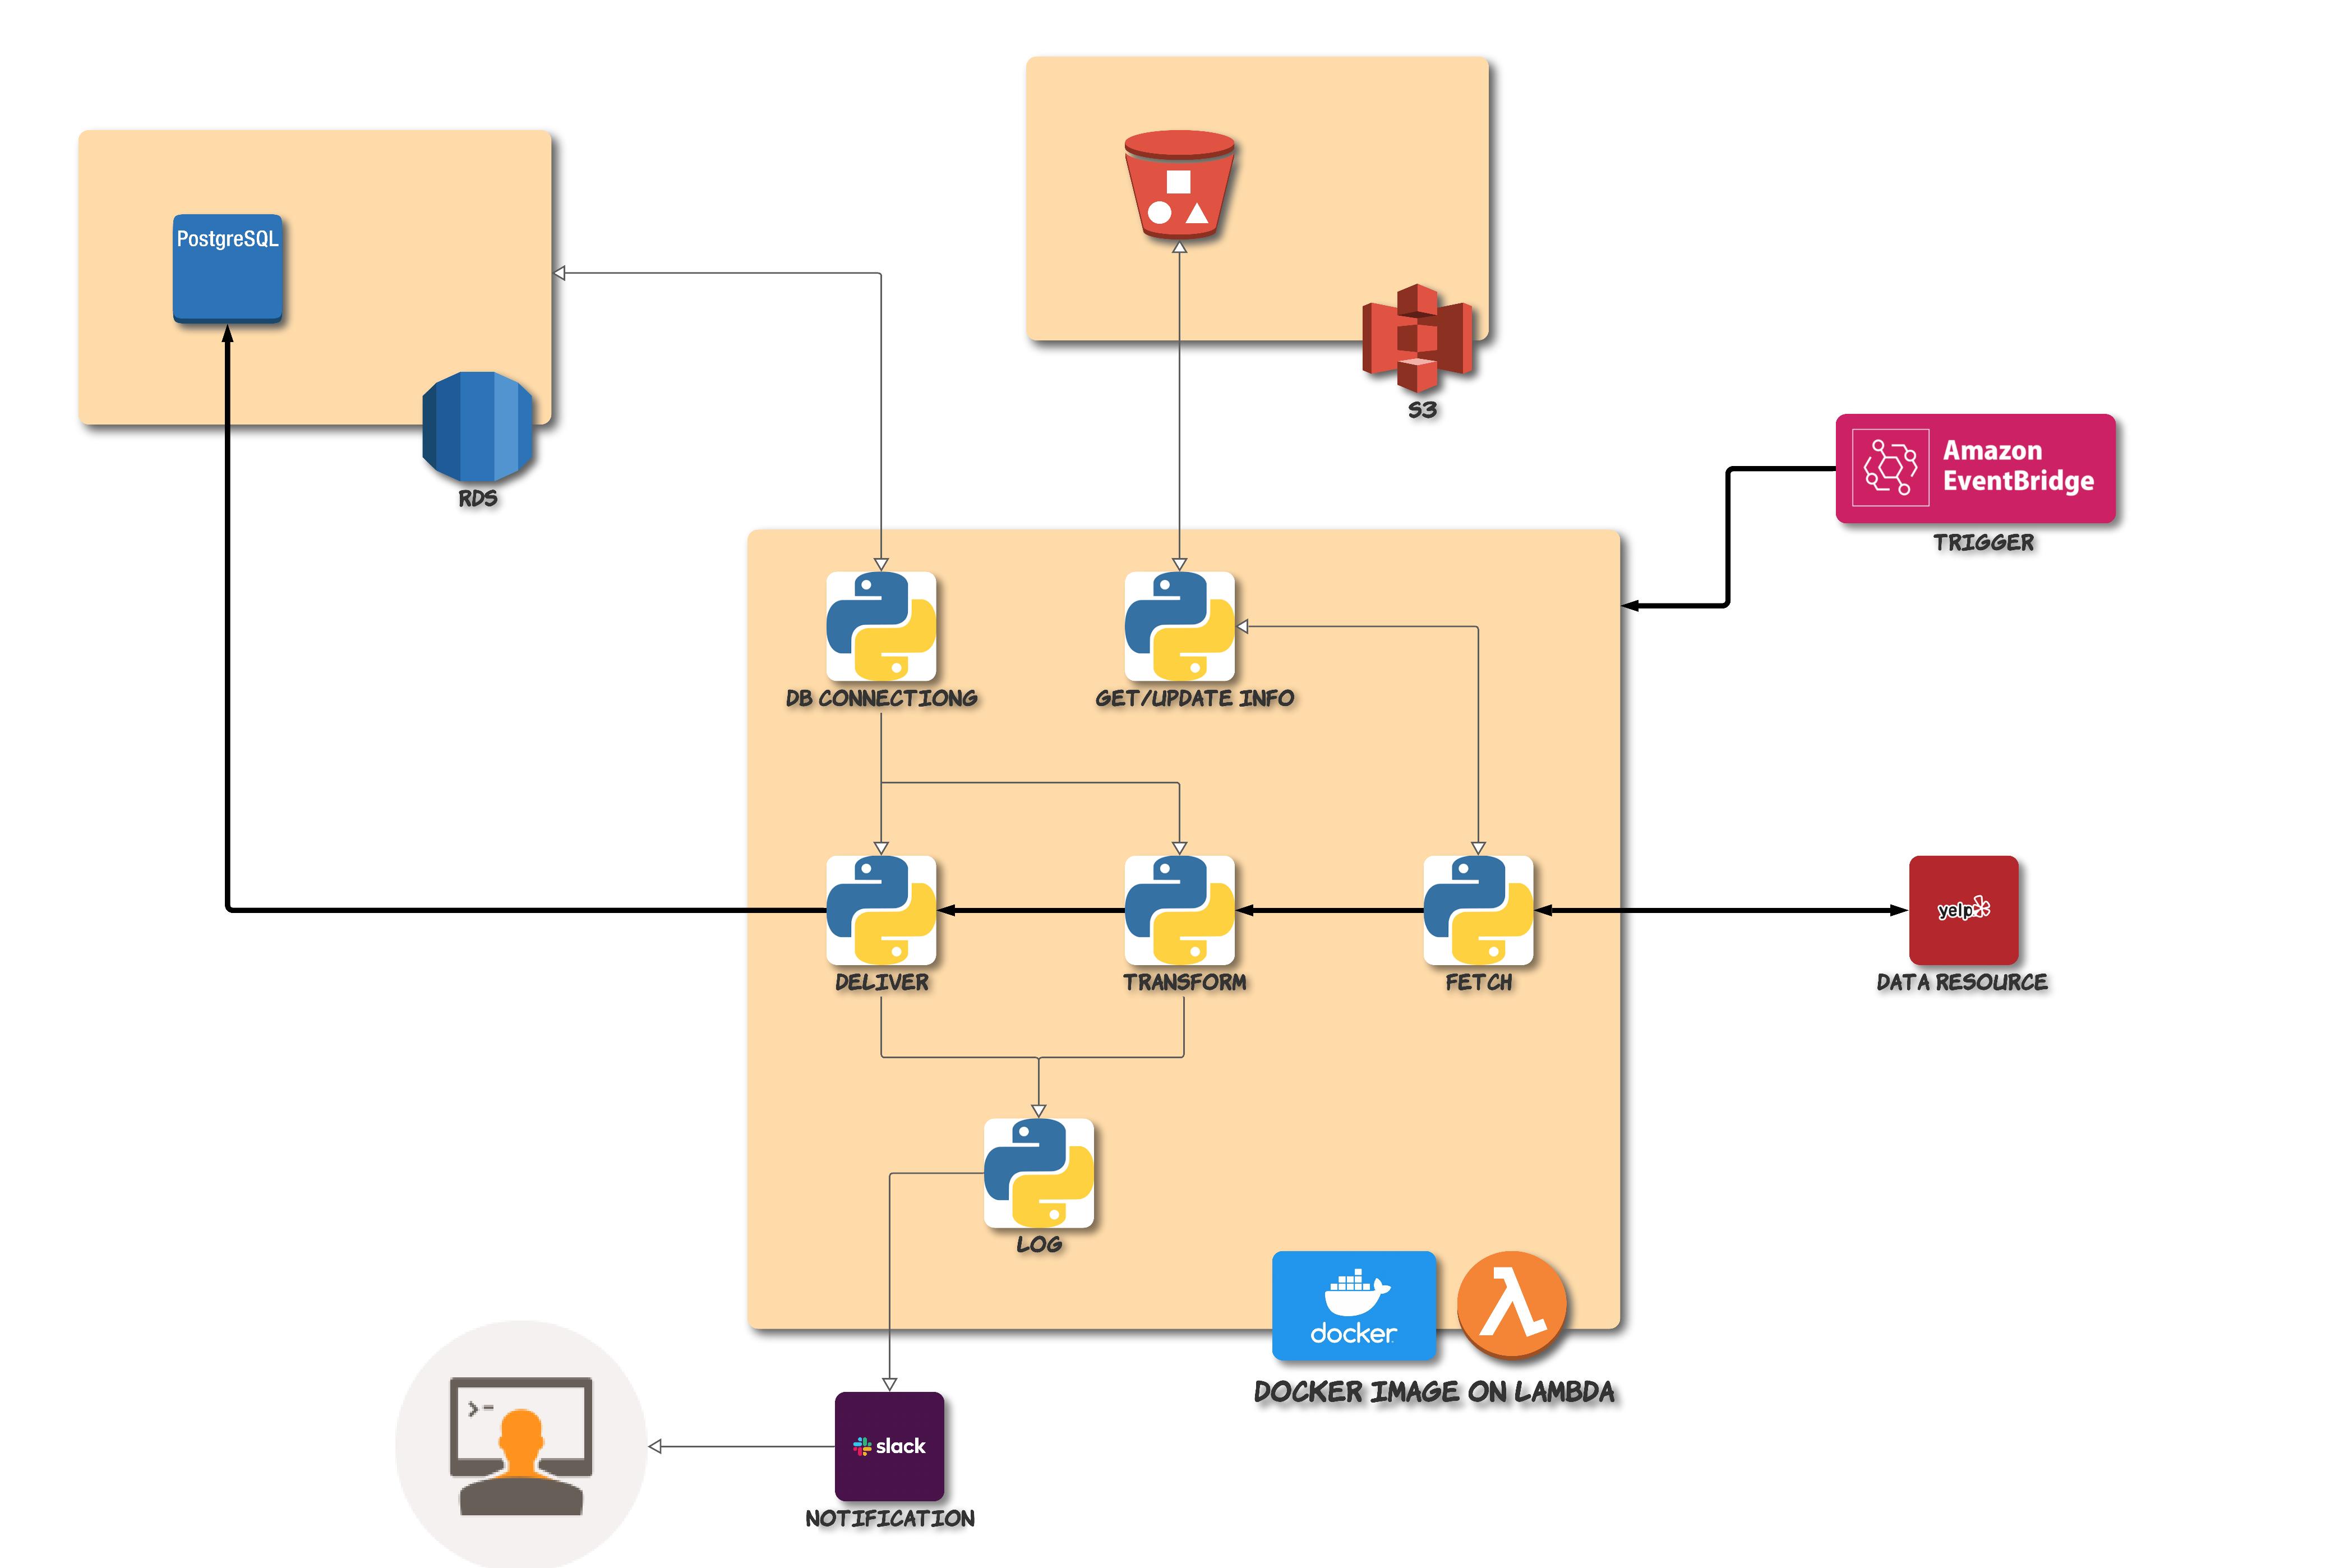 PostgreSQL
RDS
S3
Amazon
EventBridge
TRIGGER
DB CONNECTIONG
GET/UPDATE INFO
DELIVER
TRANSFORM
FETCH
yelp
DATA RESOURCE
LOG
docker
DOCKER IMAGE ON LAMBDA
>-
slack
NOTIFICATION